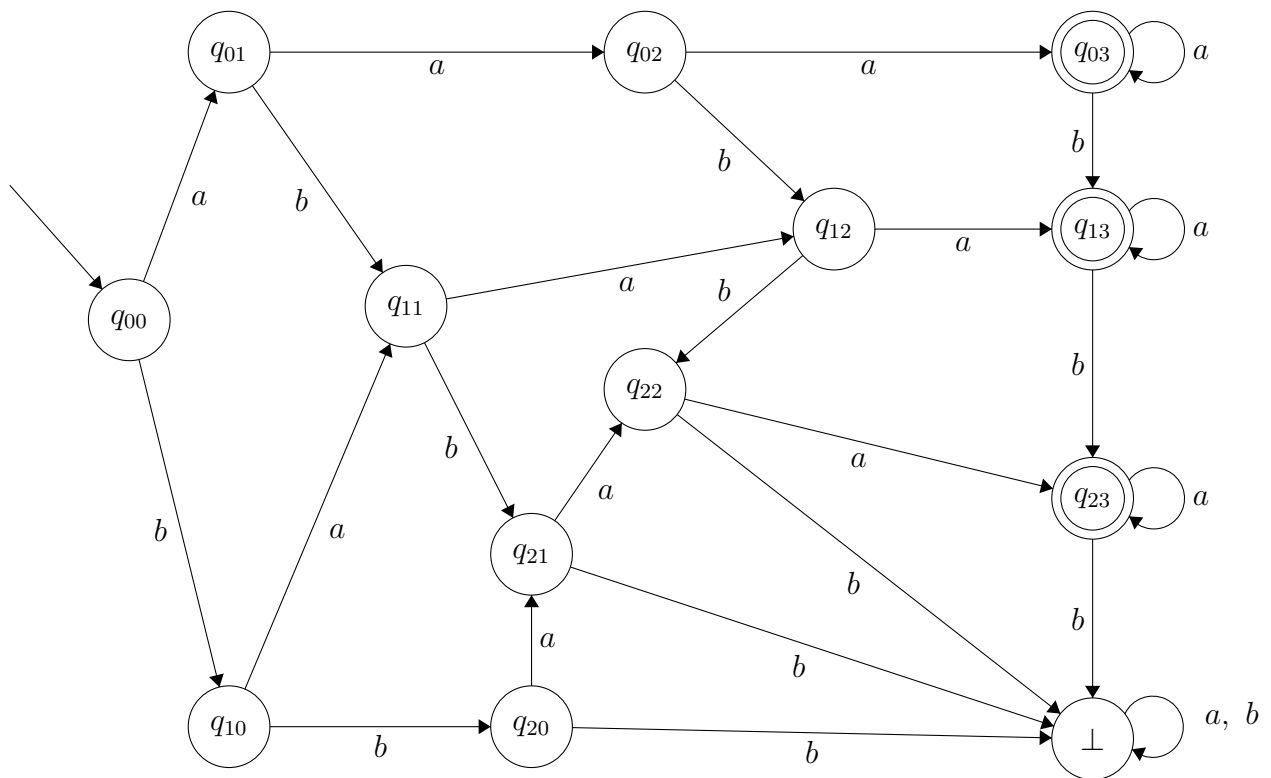 q01 a q02 a q03 a
a b b b
q12 a q13 a
q00 q11 a b
q22 b
b a b a a q23 a
q21 b
a b b
q10 b q20 b ⊥ a, b